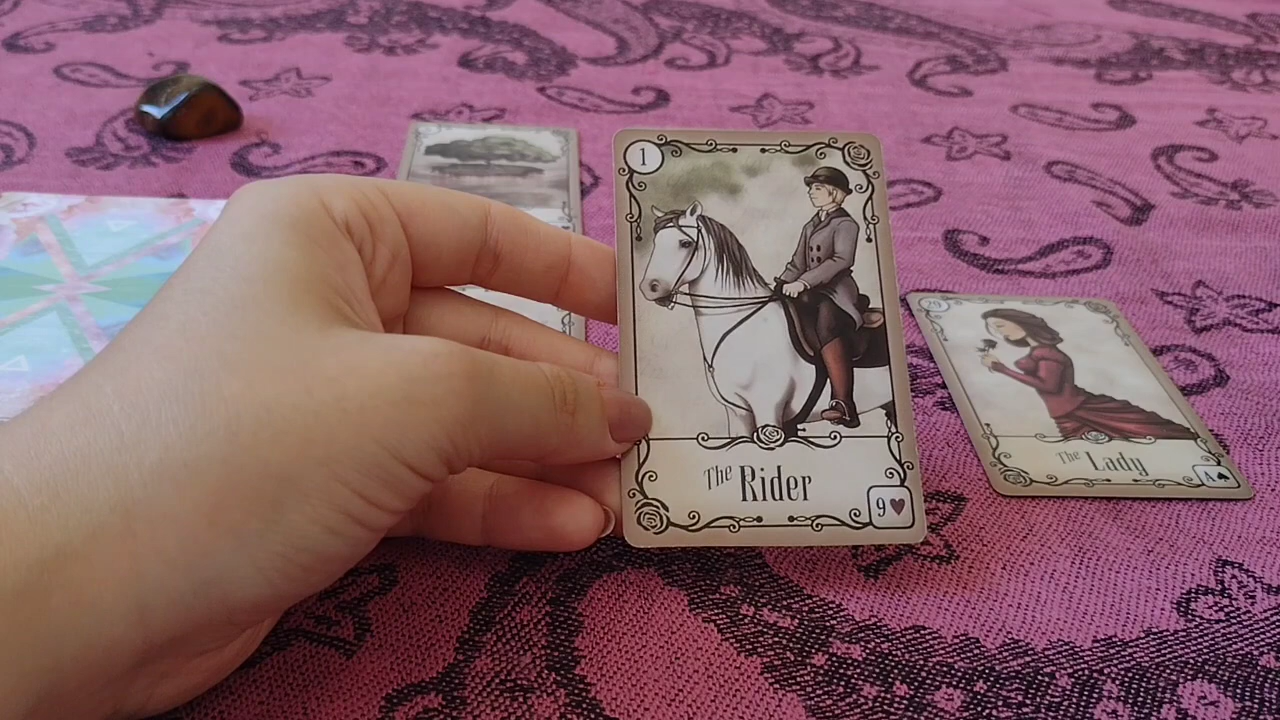 1
The Rider
9♥
29
The Lady
A♠